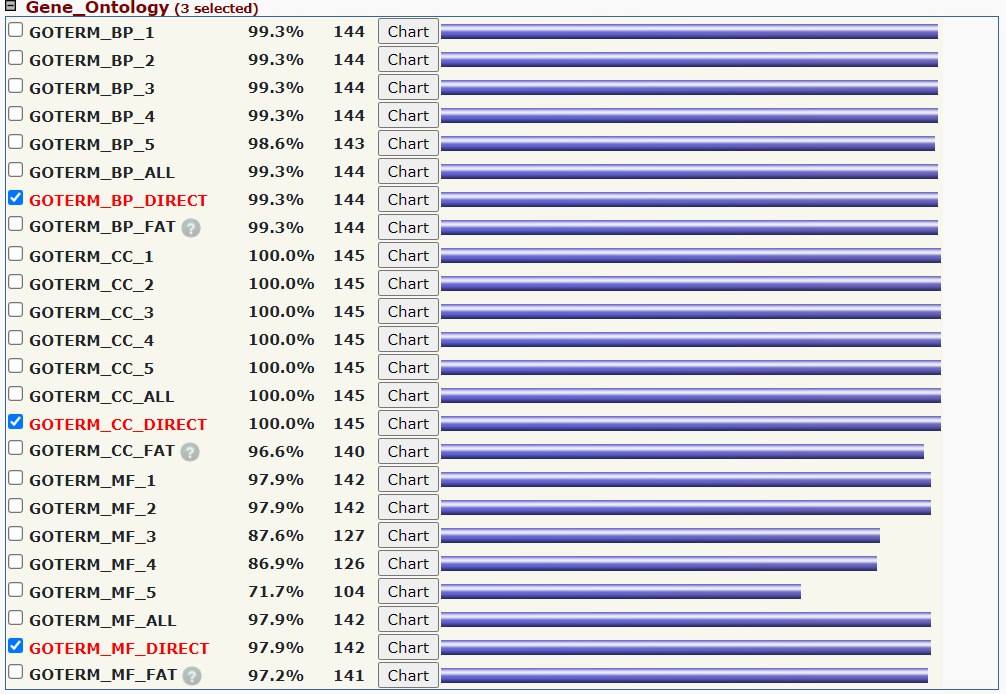 Gene_Ontology (3 selected)
GOTERM_BP_1 99.3% 144 Chart
GOTERM_BP_2 99.3% 144 Chart
GOTERM_BP_3 99.3% 144 Chart
GOTERM_BP_4 99.3% 144 Chart
GOTERM_BP_5 98.6% 143 Chart
GOTERM_BP_ALL 99.3% 144 Chart
GOTERM_BP_DIRECT 99.3% 144 Chart
GOTERM_BP_FAT ? 99.3% 144 Chart
GOTERM_CC_1 100.0% 145 Chart
GOTERM_CC_2 100.0% 145 Chart
GOTERM_CC_3 100.0% 145 Chart
GOTERM_CC_4 100.0% 145 Chart
GOTERM_CC_5 100.0% 145 Chart
GOTERM_CC_ALL 100.0% 145 Chart
GOTERM_CC_DIRECT 100.0% 145 Chart
GOTERM_CC_FAT ? 96.6% 140 Chart
GOTERM_MF_1 97.9% 142 Chart
GOTERM_MF_2 97.9% 142 Chart
GOTERM_MF_3 87.6% 127 Chart
GOTERM_MF_4 86.9% 126 Chart
GOTERM_MF_5 71.7% 104 Chart
GOTERM_MF_ALL 97.9% 142 Chart
GOTERM_MF_DIRECT 97.9% 142 Chart
GOTERM_MF_FAT ? 97.2% 141 Chart